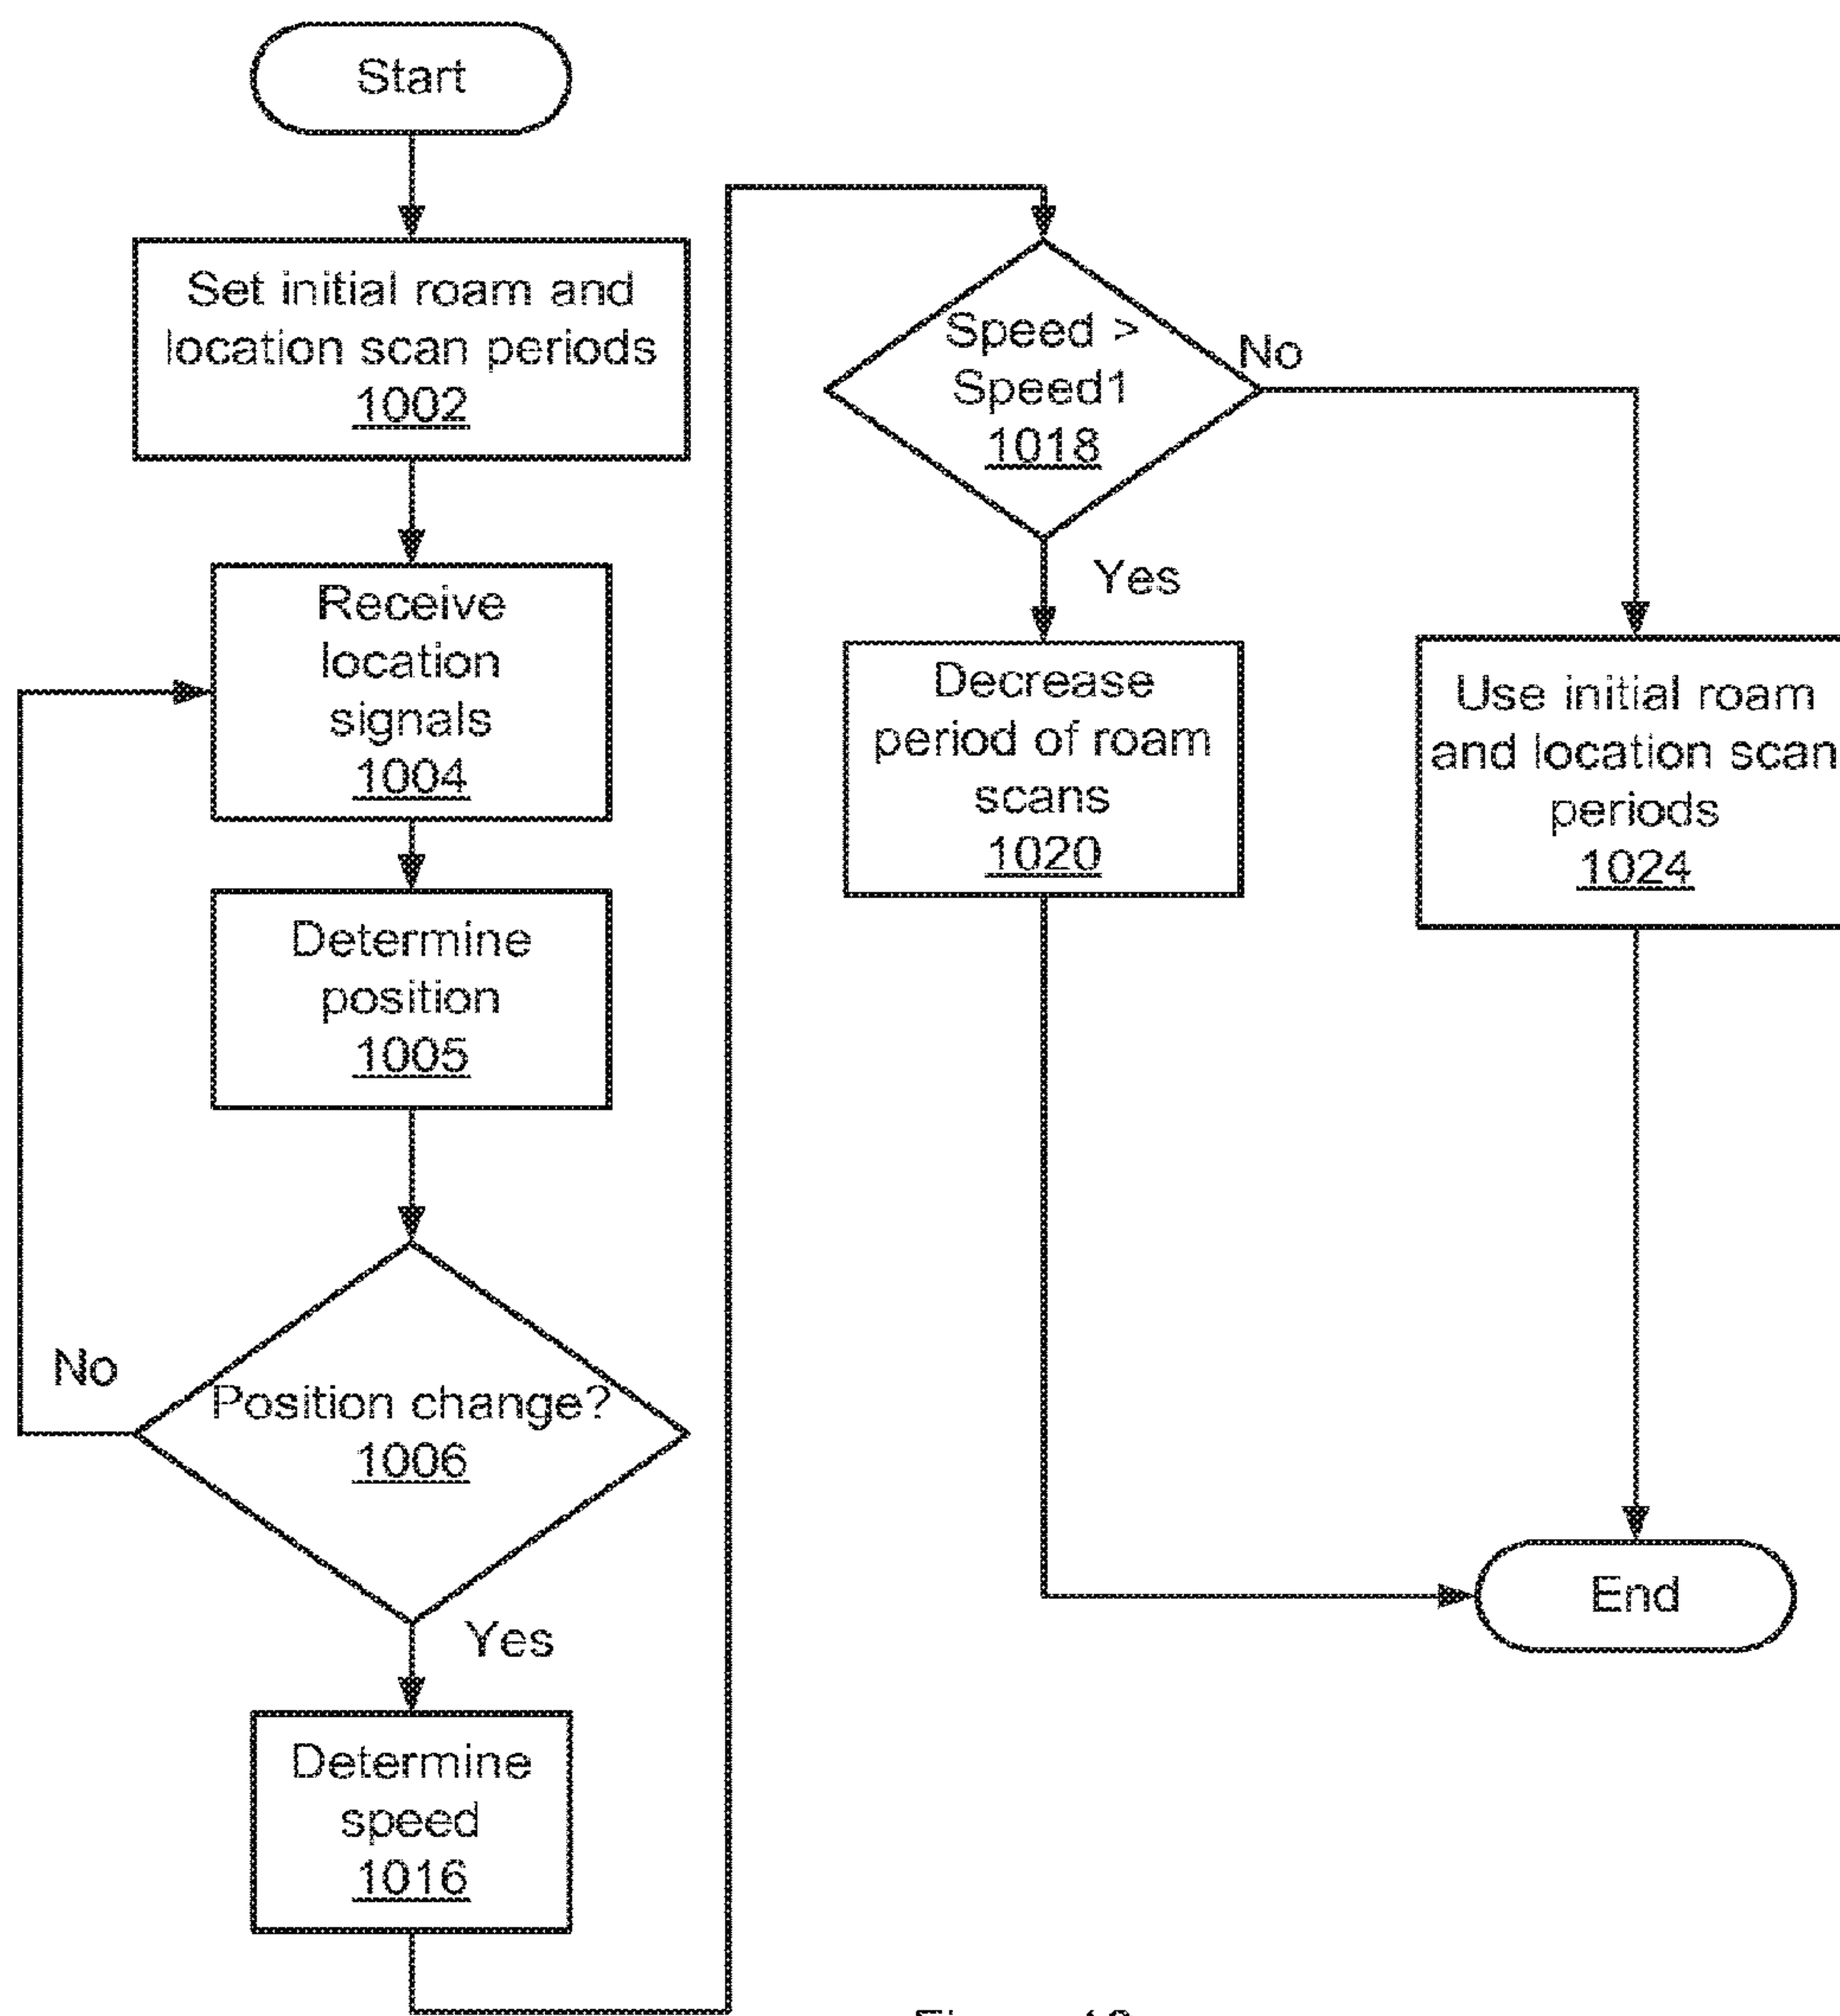 Start
Set initial roam and
location scan periods
1002
Receive
location
signals
1004
Determine
position
1005
No
Position change?
1006
Yes
Determine
speed
1016
Speed >
Speed1
1018
No
Yes
Decrease
period of roam
scans
1020
Use initial roam
and location scan
periods
1024
End